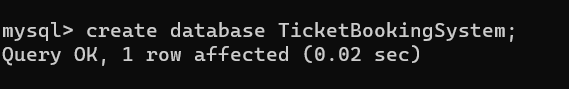 mysql> create database TicketBookingSystem;
Query OK, 1 row affected (0.02 sec)